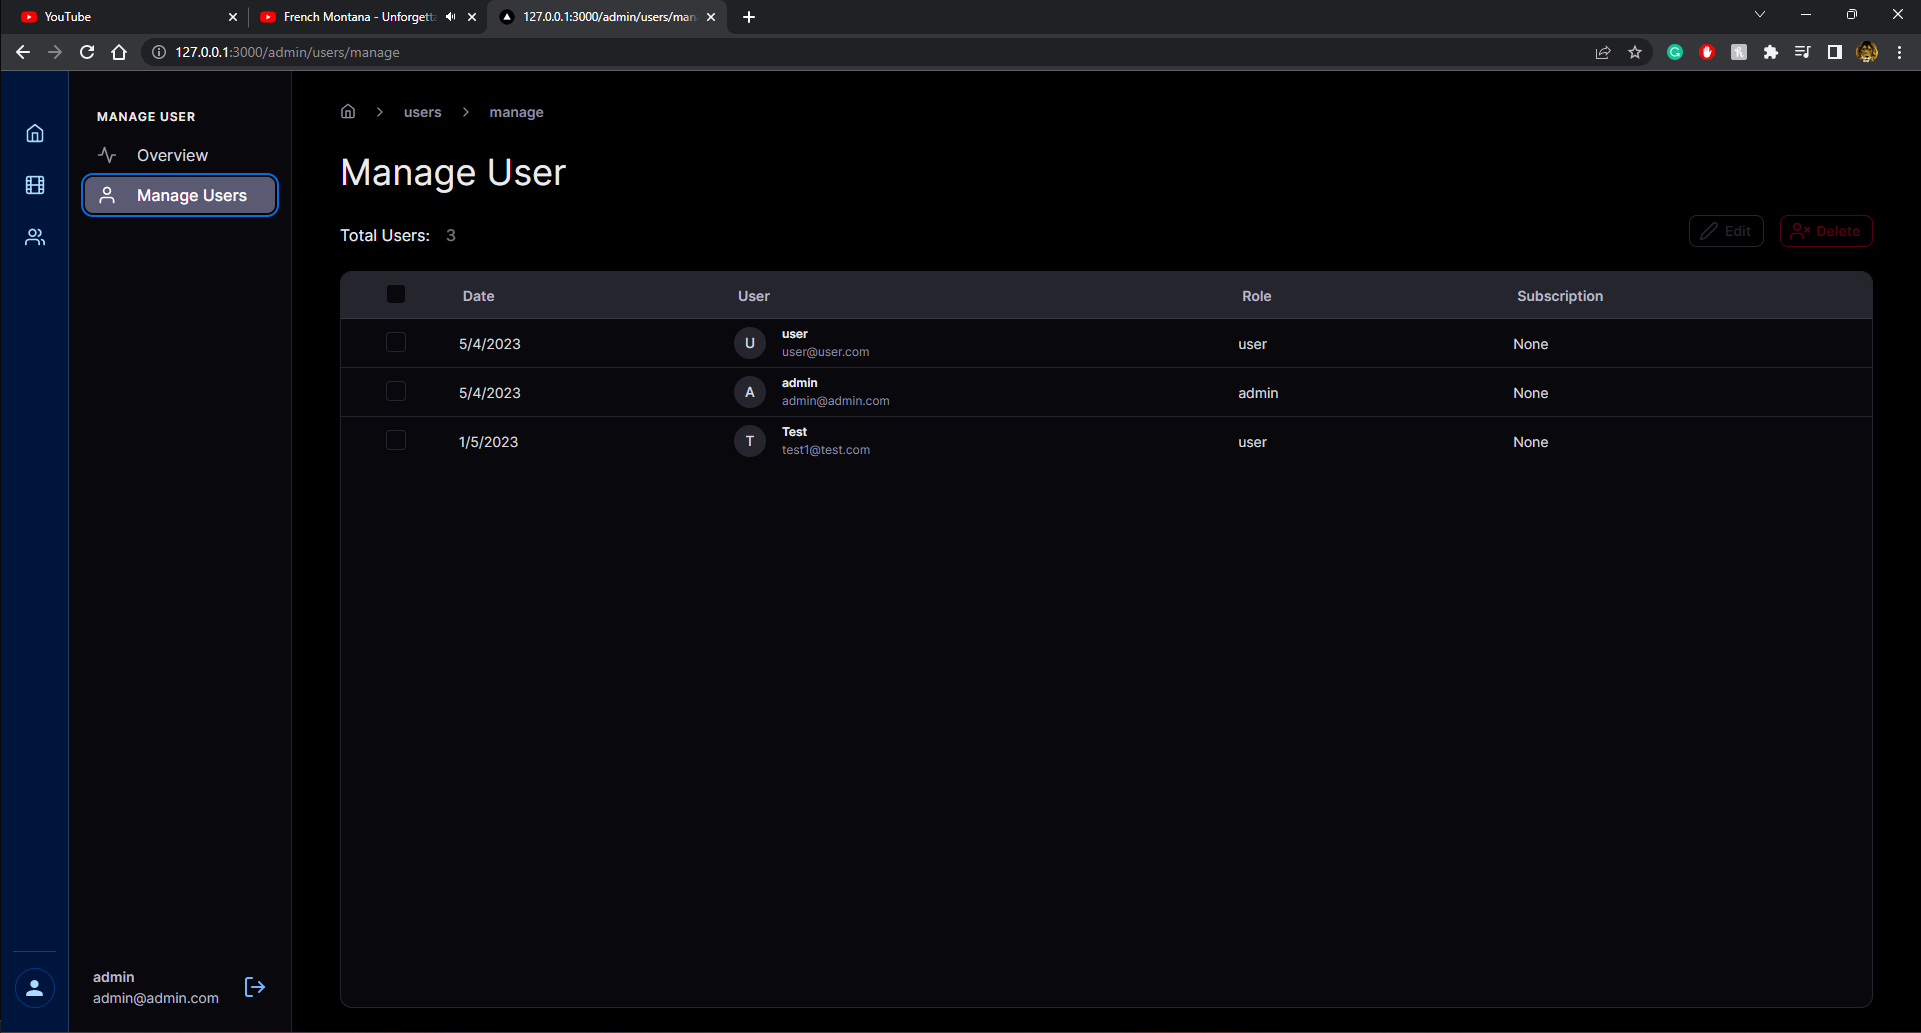 YouTube
French Montana - Unforgetta
127.0.0.1:3000/admin/users/man
127.0.0.1:3000/admin/users/manage
MANAGE USER
Overview
Manage Users
users
manage
Manage User
Total Users: 3
Edit
Delete
Date User Role Subscription
5/4/2023 U user user None
user@user.com
5/4/2023 A admin admin None
admin@admin.com
1/5/2023 T Test user None
test1@test.com
admin
admin@admin.com